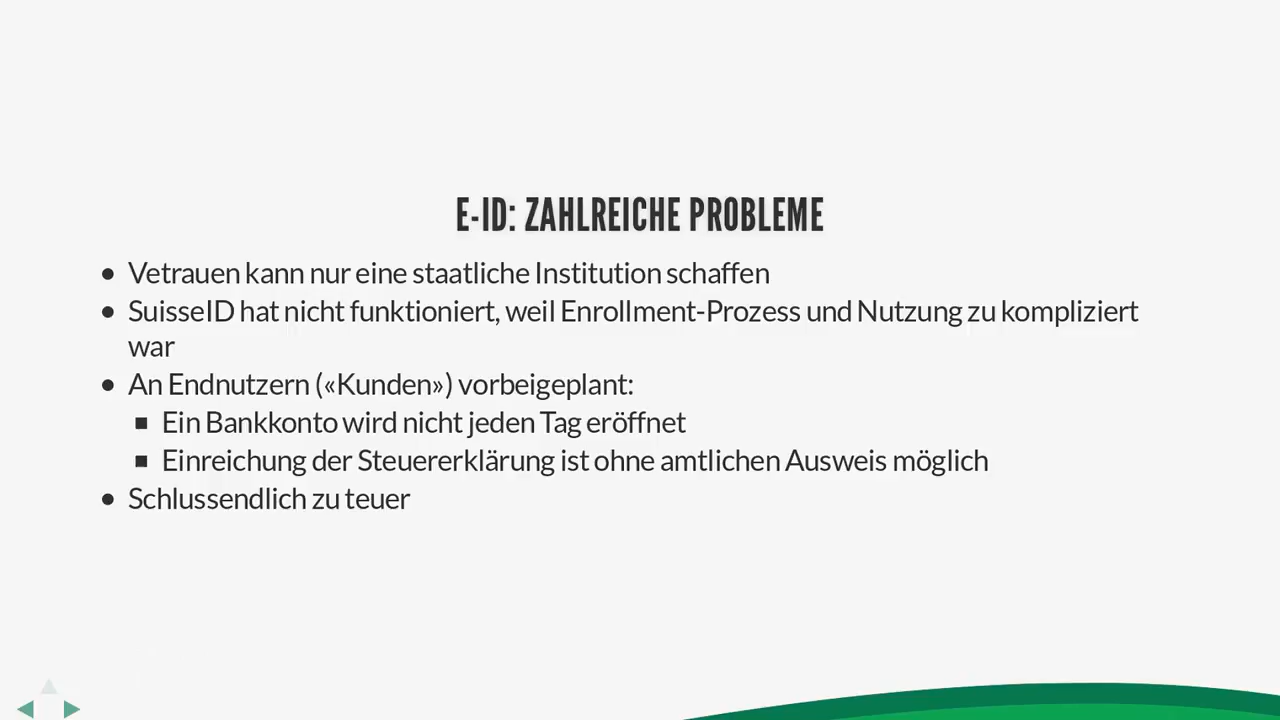 E-ID: ZAHLREICHE PROBLEME
Vetrauen kann nur eine staatliche Institution schaffen
SuisseID hat nicht funktioniert, weil Enrollment-Prozess und Nutzung zu kompliziert
war
An Endnutzern («Kunden») vorbeigeplant:
Ein Bankkonto wird nicht jeden Tag eröffnet
Einreichung der Steuererklärung ist ohne amtlichen Ausweis möglich
Schlussendlich zu teuer